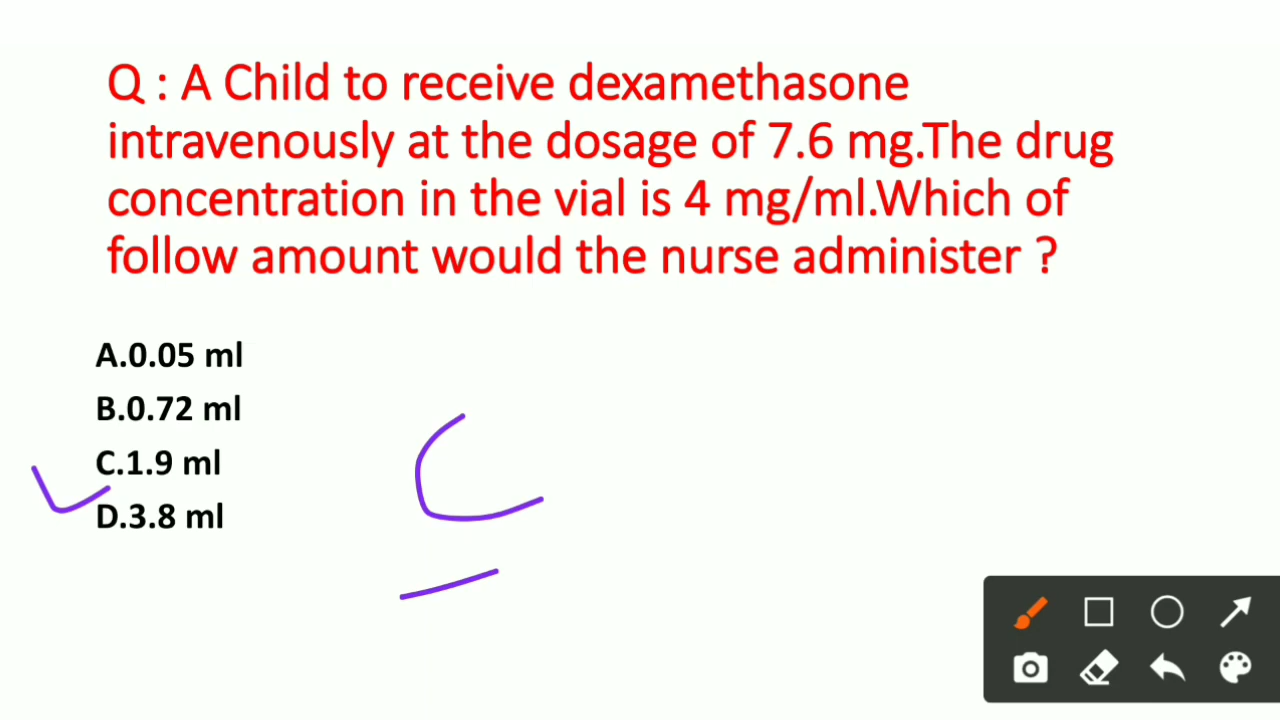 Q : A Child to receive dexamethasone
intravenously at the dosage of 7.6 mg.The drug
concentration in the vial is 4 mg/ml.Which of
follow amount would the nurse administer ?
A.0.05 ml
B.0.72 ml
C.1.9 ml
D.3.8 ml
C